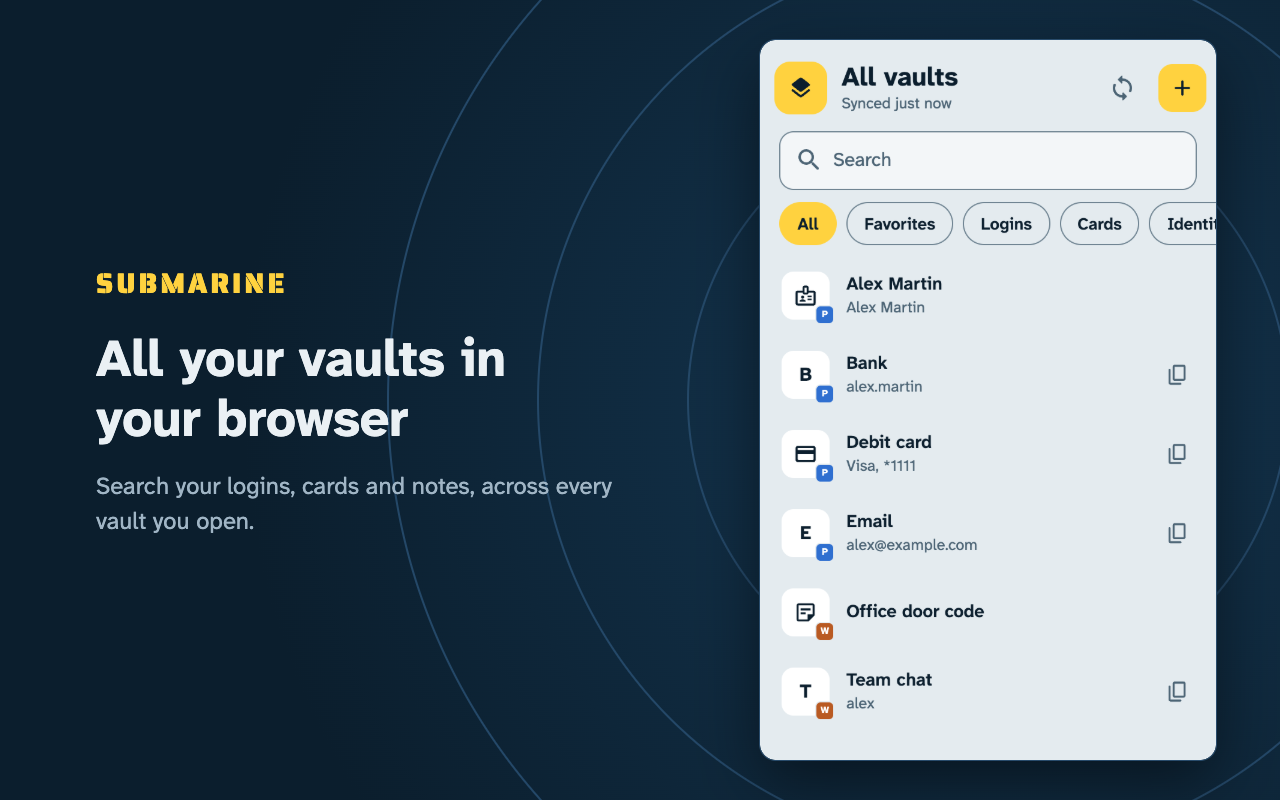 SUBMARINE
All your vaults in
your browser
Search your logins, cards and notes, across every
vault you open.
All vaults
Synced just now
Search
All Favorites Logins Cards Identit
Alex Martin
Alex Martin
P
Bank
B
alex.martin
P
Debit card
Visa, *1111
P
Email
E
alex@example.com
P
Office door code
W
Team chat
T
alex
W